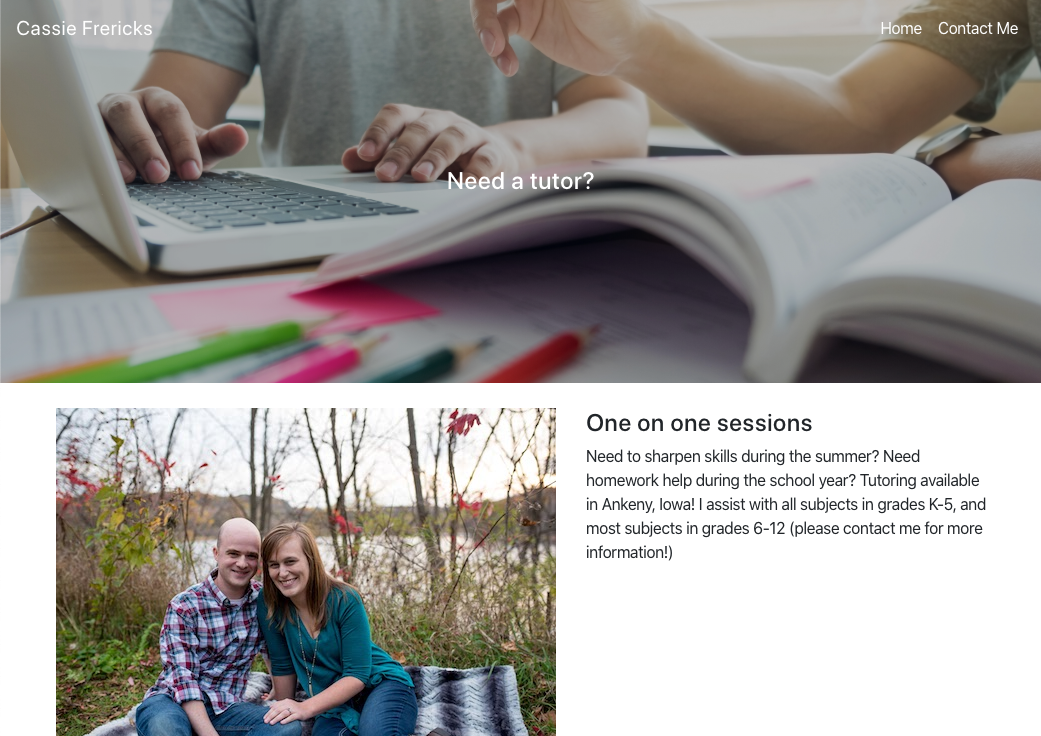 Cassie Frericks
Home
Contact Me
Need a tutor?
One on one sessions
Need to sharpen skills during the summer? Need
homework help during the school year? Tutoring available
in Ankeny, Iowa! I assist with all subjects in grades K-5, and
most subjects in grades 6-12 (please contact me for more
information!)